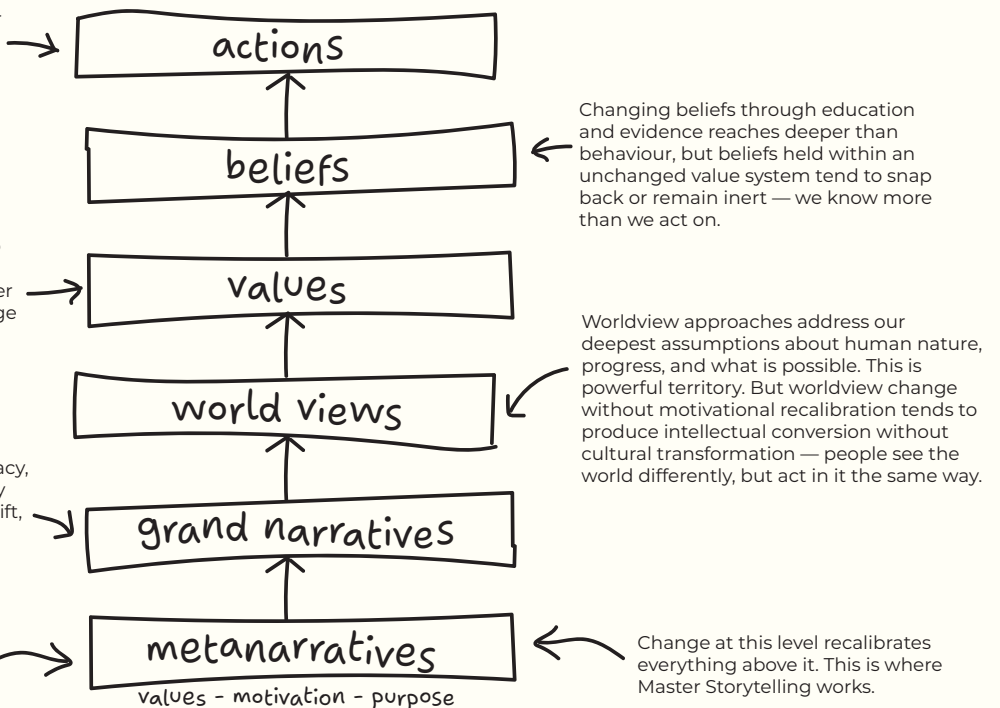 actions
Changing beliefs through education
and evidence reaches deeper than
behaviour, but beliefs held within an
unchanged value system tend to snap
back or remain inert — we know more
than we act on.
beliefs
values
er
ge
Worldview approaches address our
deepest assumptions about human nature,
progress, and what is possible. This is
powerful territory. But worldview change
without motivational recalibration tends to
produce intellectual conversion without
cultural transformation — people see the
world differently, but act in it the same way.
world views
acy,
y
ift,
grand narratives
metanarratives
values - motivation - purpose
Change at this level recalibrates
everything above it. This is where
Master Storytelling works.